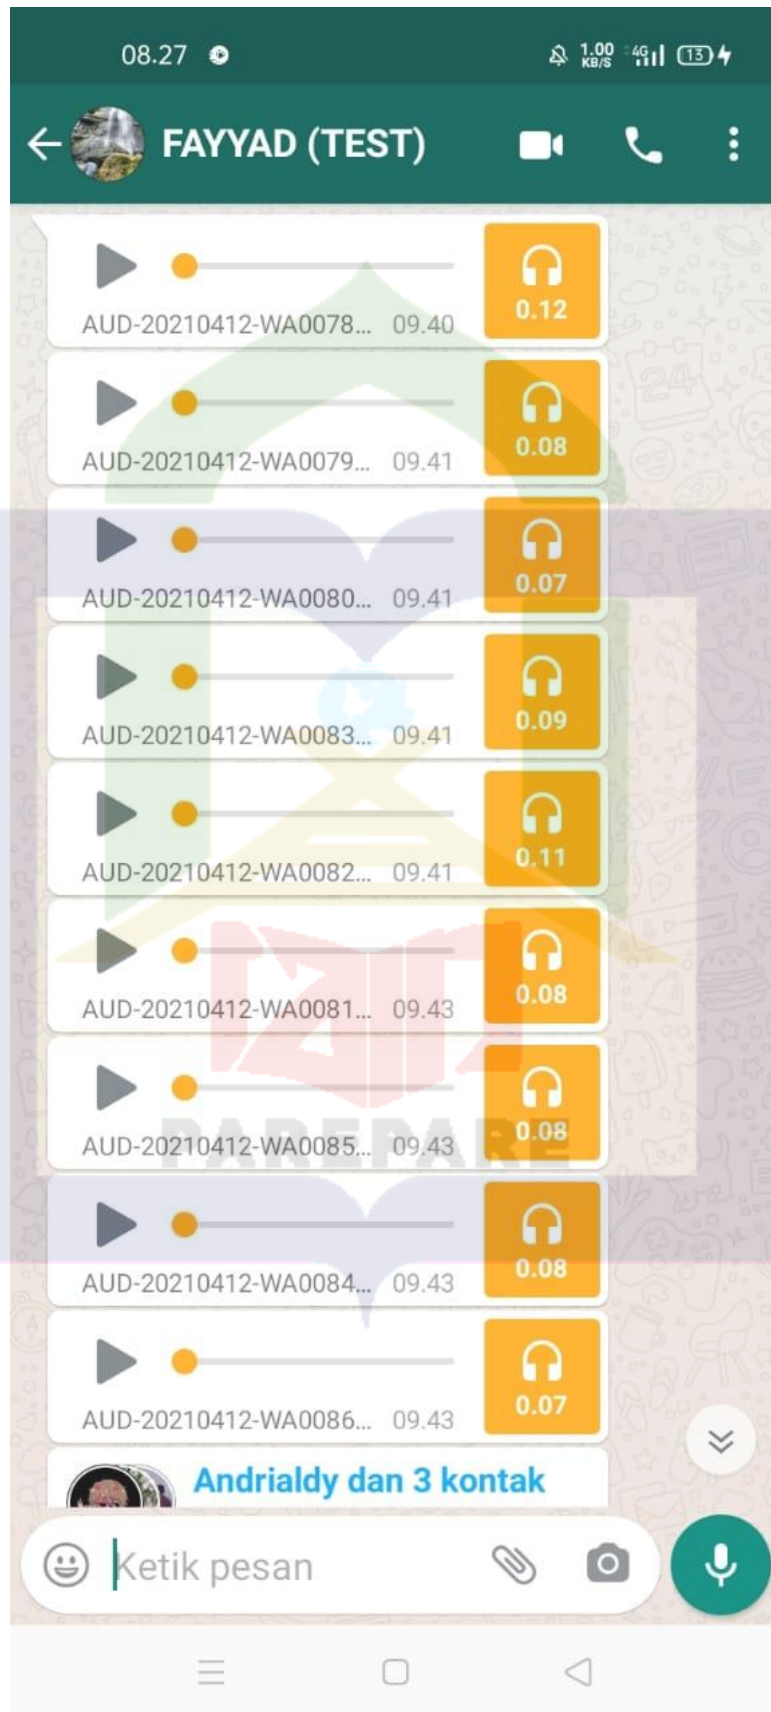 08.27 1.00 KB/S 4G 13
FAYYAD (TEST)
0.12
AUD-20210412-WA0078... 09.40
0.08
AUD-20210412-WA0079... 09.41
0.07
AUD-20210412-WA0080... 09.41
0.09
AUD-20210412-WA0083... 09.41
0.11
AUD-20210412-WA0082... 09.41
0.08
AUD-20210412-WA0081... 09.43
0.08
PAREPARE
AUD-20210412-WA0085... 09.43
0.08
AUD-20210412-WA0084... 09.43
0.07
AUD-20210412-WA0086... 09.43
Andrialdy dan 3 kontak
Ketik pesan